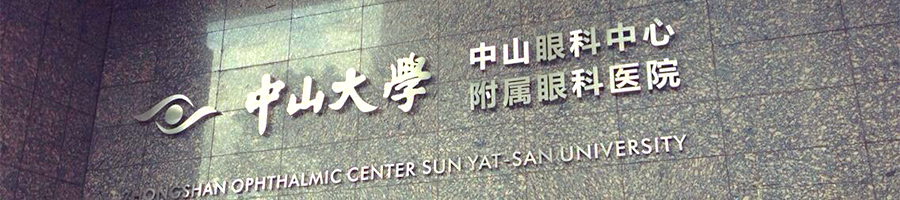 中山大學
中山眼科中心
附属眼科医院
ZHONGSHAN OPHTHALMIC CENTER SUN YAT-SAN UNIVERSITY